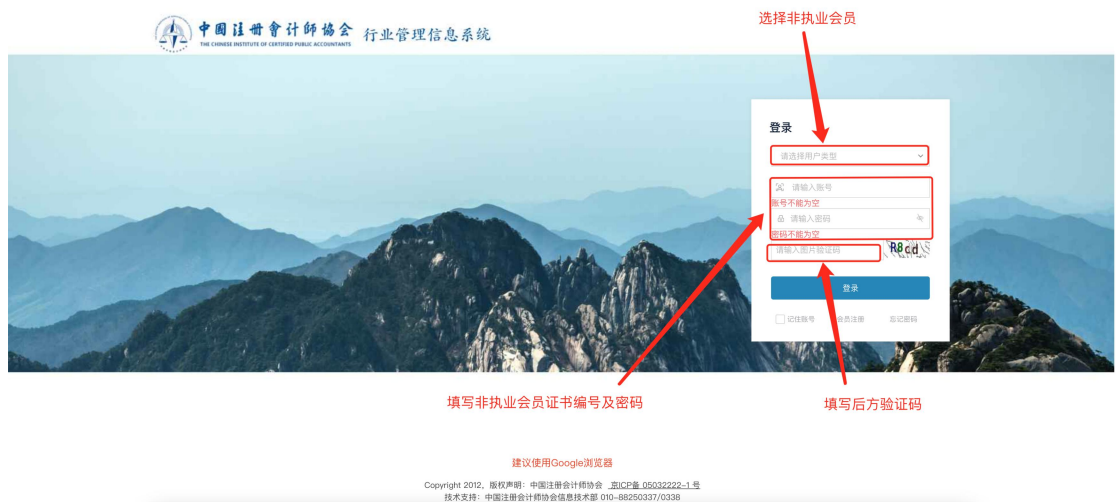 中国注册會计師協会
THE CHINESE INSTITUTE OF CERTIFIED PUBLIC ACCOUNTANTS
行业管理信息系统
选择非执业会员
登录
请选择用户类型
请输入账号
账号不能为空
请输入密码
密码不能为空
请输入图片验证码
R8cd
登录
记住账号
会员注册
忘记密码
填写非执业会员证书编号及密码
填写后方验证码
建议使用Google浏览器
Copyright 2012，版权声明：中国注册会计师协会 京ICP备 05032222-1号
技术支持：中国注册会计师协会信息技术部 010-88250337/0338